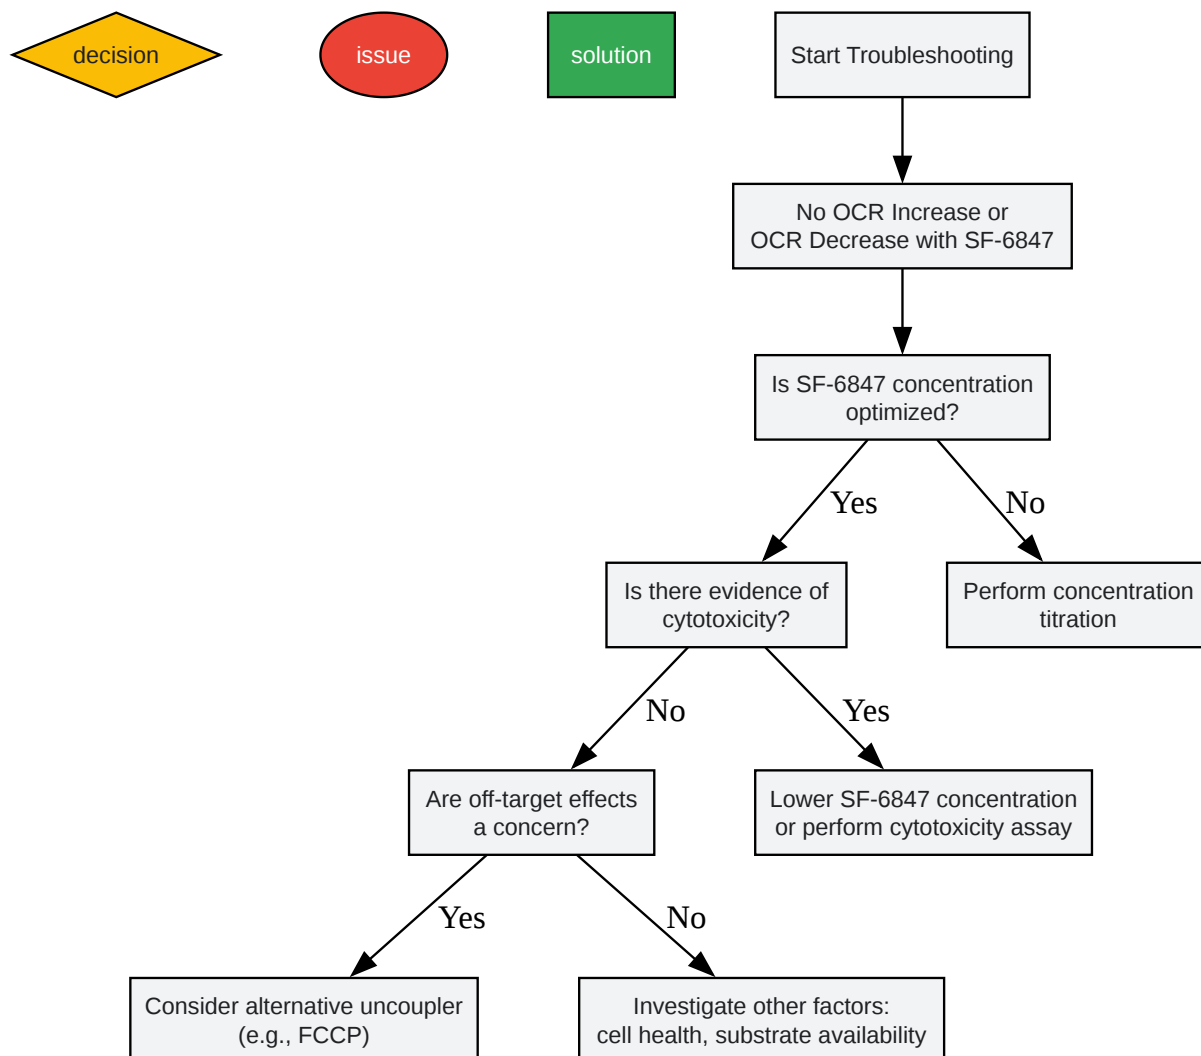 decision
issue
solution
Start Troubleshooting
No OCR Increase or
OCR Decrease with SF-6847
Is SF-6847 concentration
optimized?
Yes
No
Is there evidence of
cytotoxicity?
Perform concentration
titration
No
Yes
Are off-target effects
a concern?
Lower SF-6847 concentration
or perform cytotoxicity assay
Yes
No
Consider alternative uncoupler
(e.g., FCCP)
Investigate other factors:
cell health, substrate availability